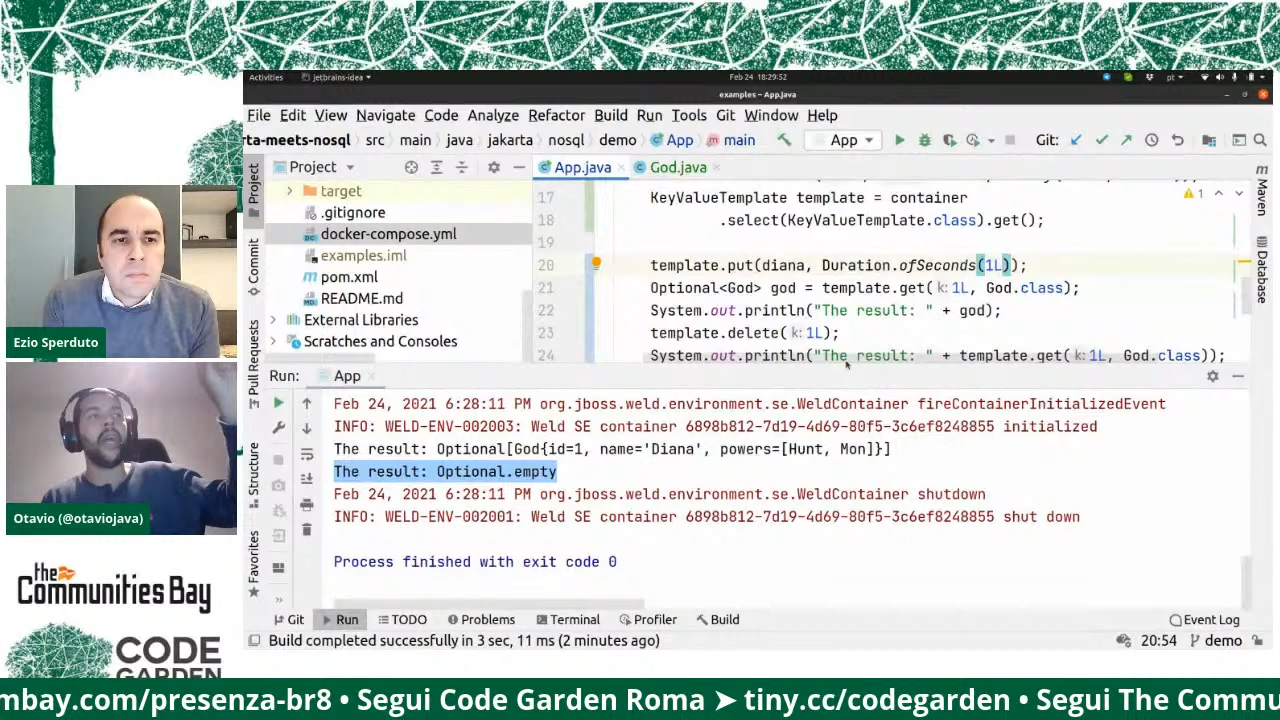 Activities jetbrains-idea Feb 24 18:29:52 pt
examples – App.java
File Edit View Navigate Code Analyze Refactor Build Run Tools Git Window Help
rta-meets-nosql src main java jakarta nosql demo App main App Git:
Project App.java God.java
target
.gitignore
docker-compose.yml
examples.iml
pom.xml
README.md
External Libraries
Scratches and Consoles
Project
Commit
Pull Requests
Structure
Favorites
Maven
Database
1
17 KeyValueTemplate template = container
18 .select(KeyValueTemplate.class).get();
19
20 template.put(diana, Duration.ofSeconds(1L));
21 Optional<God> god = template.get( k: 1L, God.class);
22 System.out.println("The result: " + god);
23 template.delete( k: 1L);
24 System.out.println("The result: " + template.get( k: 1L, God.class));
Run: App
Feb 24, 2021 6:28:11 PM org.jboss.weld.environment.se.WeldContainer fireContainerInitializedEvent
INFO: WELD-ENV-002003: Weld SE container 6898b812-7d19-4d69-80f5-3c6ef8248855 initialized
The result: Optional[God{id=1, name='Diana', powers=[Hunt, Mon]}]
The result: Optional.empty
Feb 24, 2021 6:28:11 PM org.jboss.weld.environment.se.WeldContainer shutdown
INFO: WELD-ENV-002001: Weld SE container 6898b812-7d19-4d69-80f5-3c6ef8248855 shut down
Process finished with exit code 0
Git Run TODO Problems Terminal Profiler Build Event Log
Build completed successfully in 3 sec, 11 ms (2 minutes ago) 20:54 demo
Ezio Sperduto
Otavio (@otaviojava)
the
Communities Bay
CODE
GARDEN
mbay.com/presenza-br8 • Segui Code Garden Roma ➤ tiny.cc/codegarden • Segui The Commu